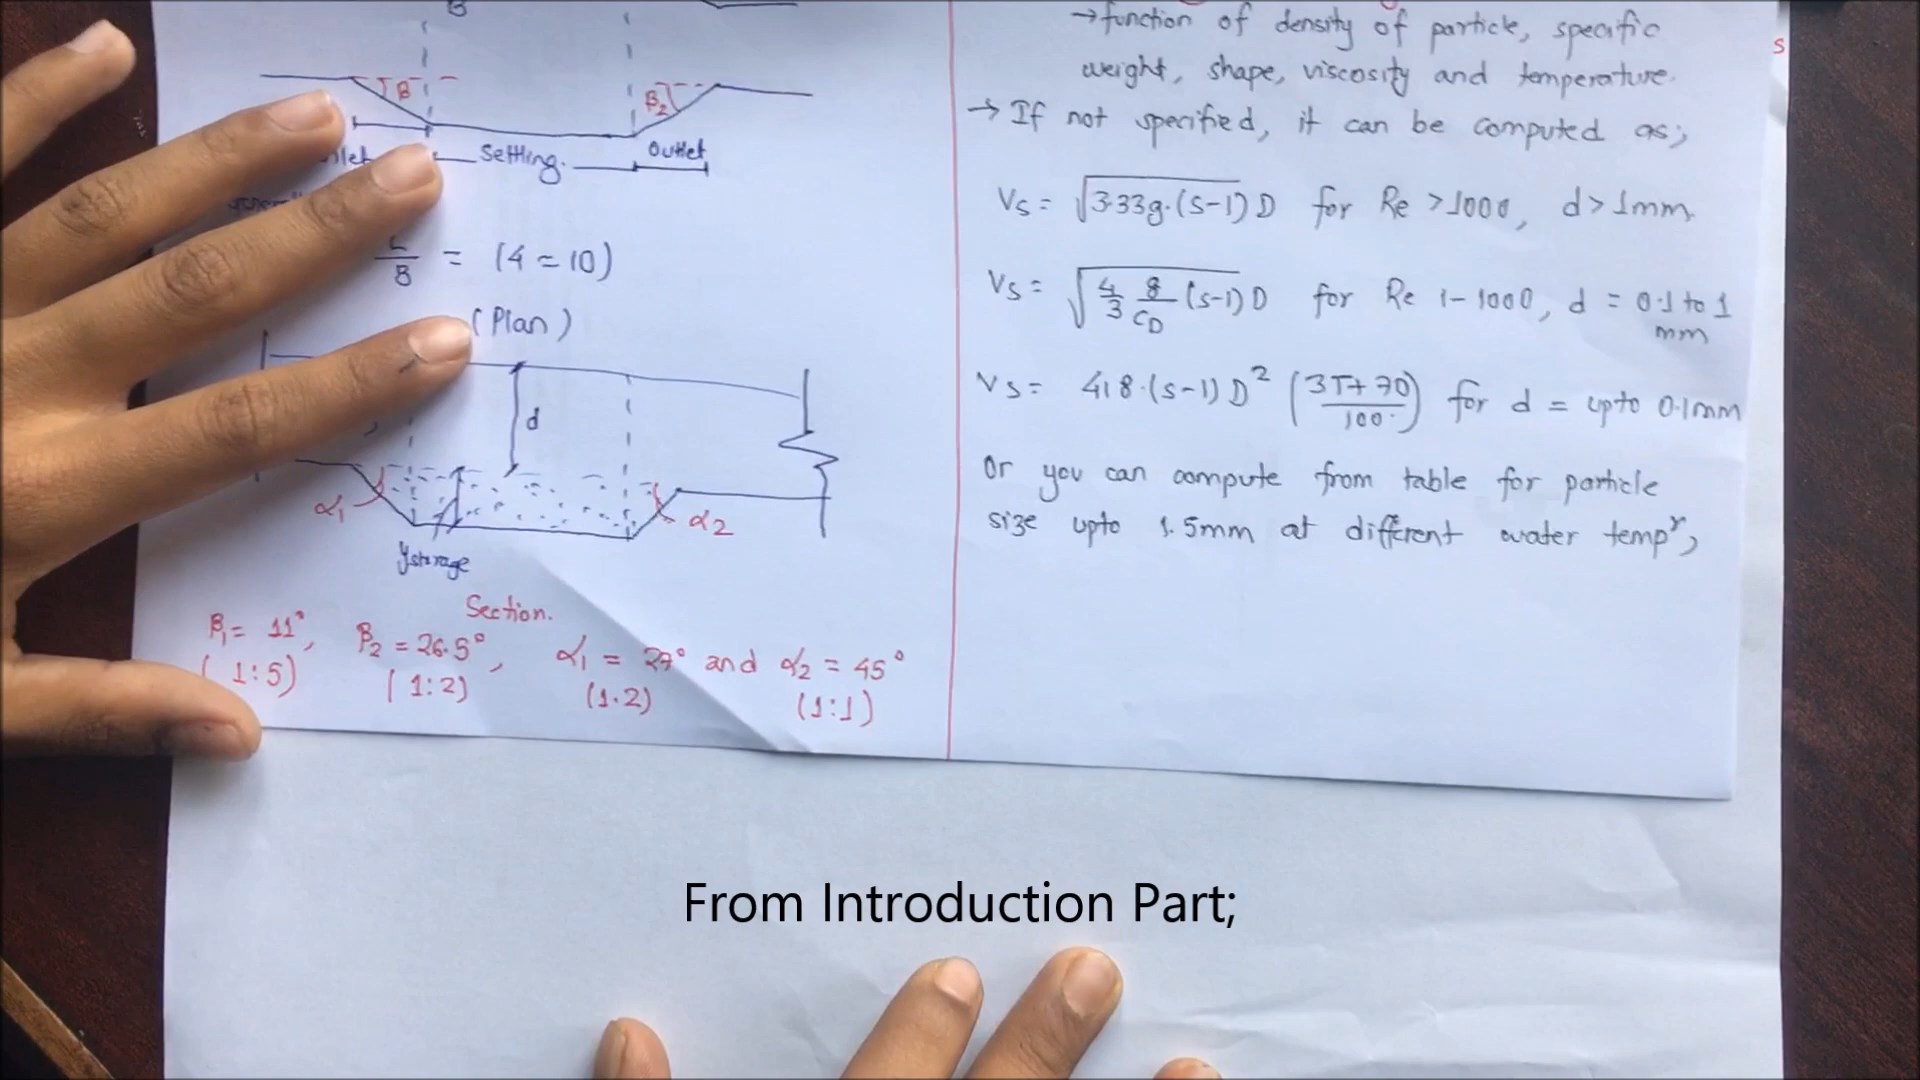 B
B
B₂
Settling.
Outlet
L/B = (4 = 10)
(Plan)
d
α₁
α₂
Ystorage
Section.
β₁ = 11°, β₂ = 26.5°, α₁ = 27° and α₂ = 45°
(1:5) (1:2) (1.2) (1:1)
→function of density of particle, specific
weight, shape, viscosity and temperature.
→ If not specified, it can be computed as;
Vs = √3.33g.(s-1)D for Re >1000, d>1mm.
Vs = √4/3 g/CD (s-1)D for Re 1-1000, d = 0.1 to 1
mm
Vs = 418.(s-1)D² (3T+70/100) for d = upto 0.1mm
Or you can compute from table for particle
size upto 1.5mm at different water tempʳ;
S
From Introduction Part;